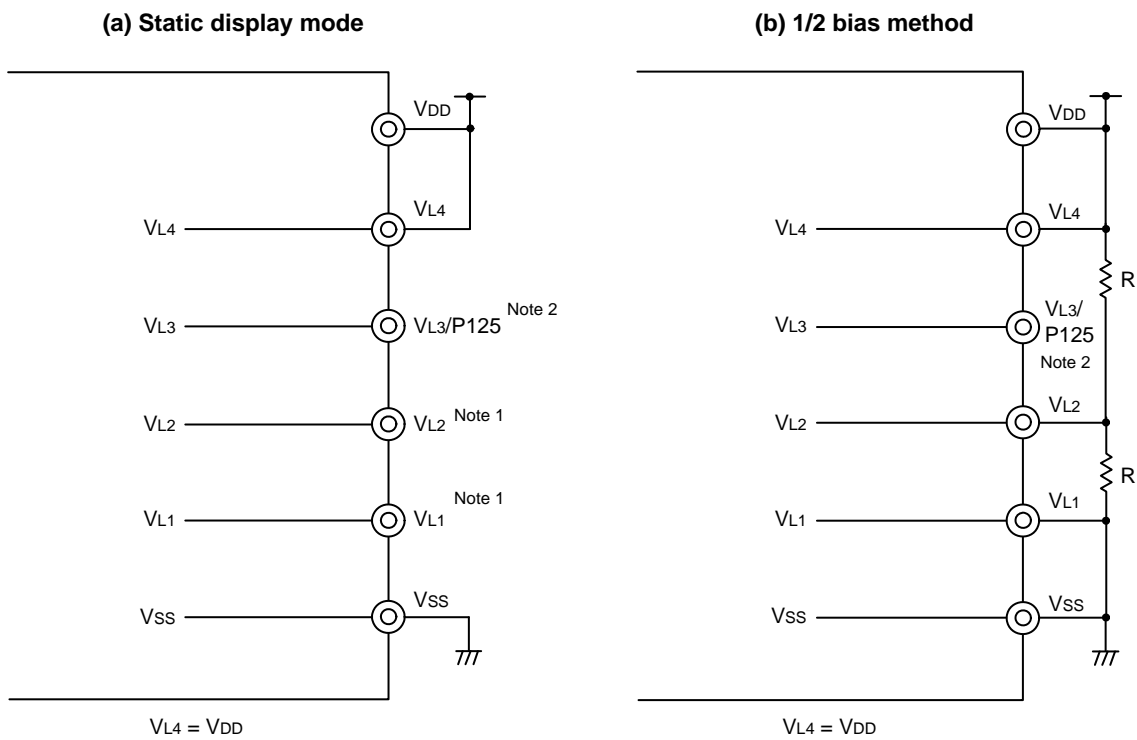 (a) Static display mode
VDD
VL4
VL4
VL3
VL3/P125 Note 2
VL2
VL2 Note 1
Note 1
VL1
VL1
VSS
VSS
VL4 = VDD
(b) 1/2 bias method
VDD
VL4
VL4
R
VL3
VL3/
P125
Note 2
VL2
VL2
R
VL1
VL1
VSS
VSS
VL4 = VDD